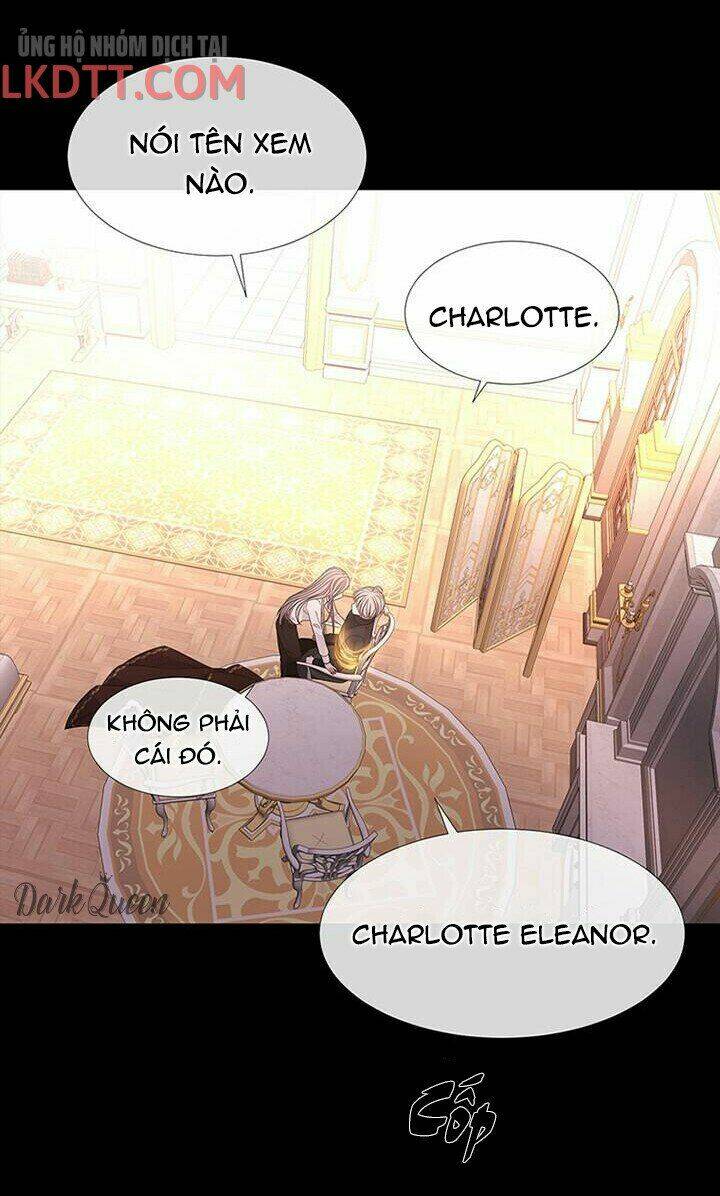 ỦNG HỘ NHÓM DỊCH TẠI
LKDTT.COM
NÓI TÊN XEM
NÀO.
CHARLOTTE.
KHÔNG PHẢI
CÁI ĐÓ.
DarkQueen
CHARLOTTE ELEANOR.
CỐP